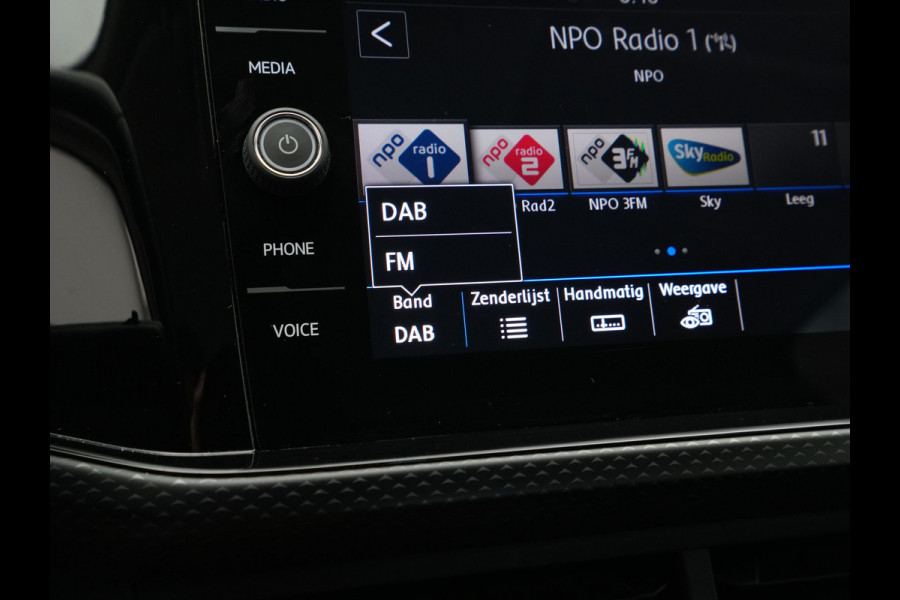 NPO Radio 1
NPO
MEDIA
npo radio 1
npo radio 2
npo 3FM
Sky Radio
11
Rad2
NPO 3FM
Sky
Leeg
DAB
FM
PHONE
VOICE
Band
DAB
Zenderlijst
Handmatig
Weergave